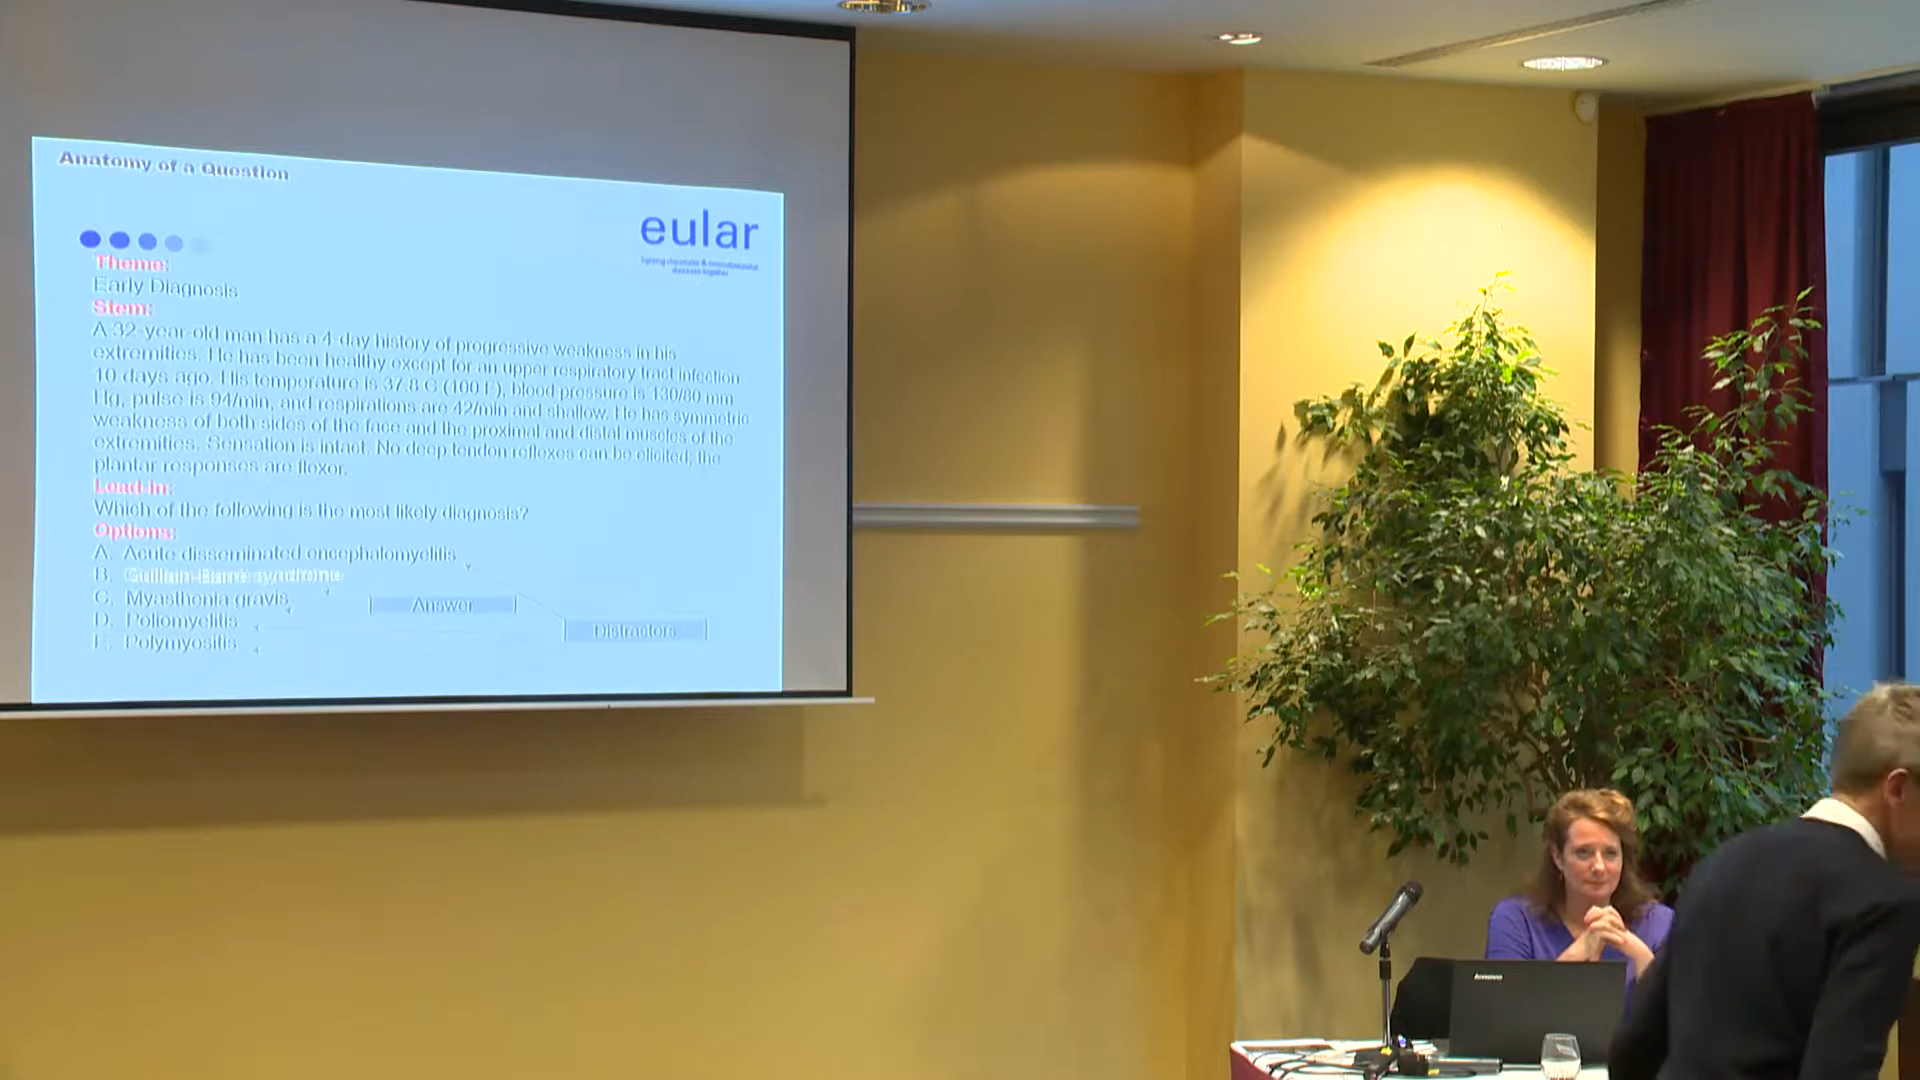 Anatomy of a Question
eular
fighting rheumatic & musculoskeletal
diseases together
Theme:
Early Diagnosis
Stem:
A 32-year-old man has a 4-day history of progressive weakness in his
extremities. He has been healthy except for an upper respiratory tract infection
10 days ago. His temperature is 37.8 C (100 F), blood pressure is 130/80 mm
Hg, pulse is 94/min, and respirations are 42/min and shallow. He has symmetric
weakness of both sides of the face and the proximal and distal muscles of the
extremities. Sensation is intact. No deep tendon reflexes can be elicited; the
plantar responses are flexor.
Lead-in:
Which of the following is the most likely diagnosis?
Options:
A. Acute disseminated encephalomyelitis
B. Guillain-Barré syndrome
C. Myasthenia gravis
Answer
D. Poliomyelitis
Distractors
E. Polymyositis
lenovo